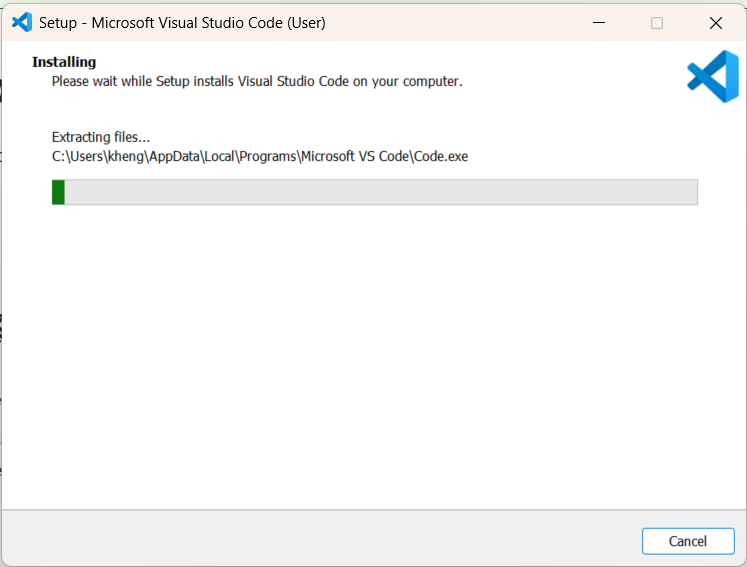 Setup - Microsoft Visual Studio Code (User)
Installing
Please wait while Setup installs Visual Studio Code on your computer.
Extracting files...
C:\Users\kheng\AppData\Local\Programs\Microsoft VS Code\Code.exe
Cancel